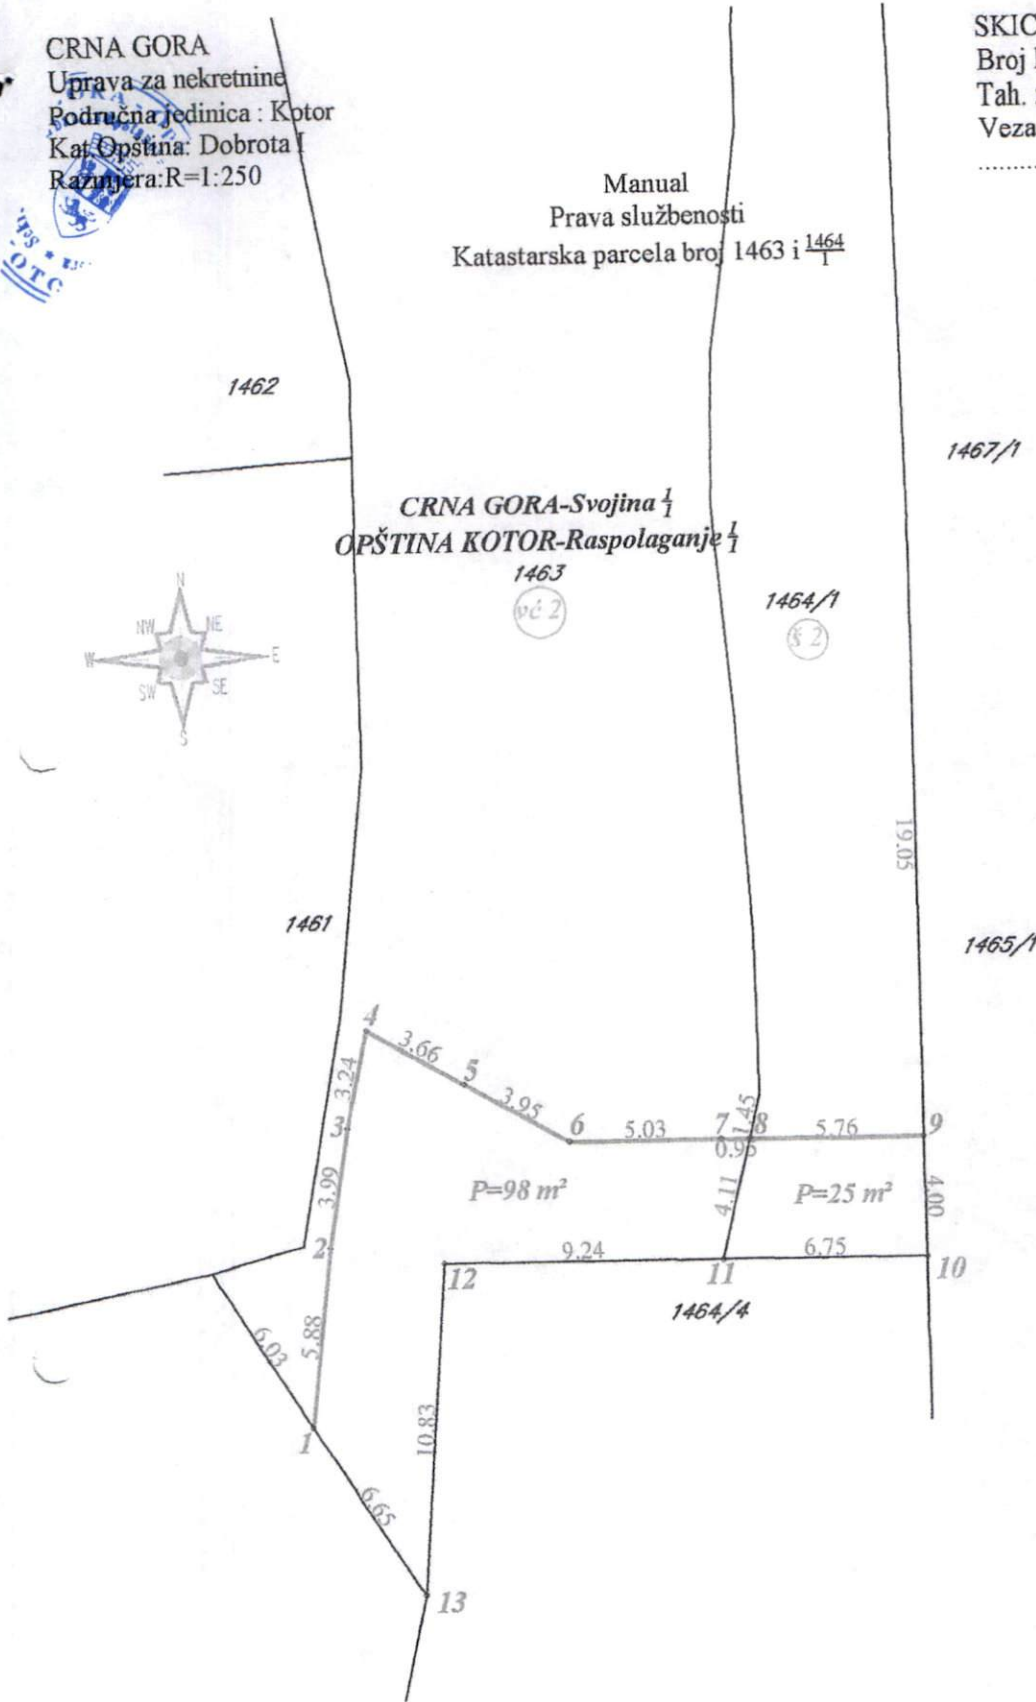 CRNA GORA
Uprava za nekretnine
Područna jedinica : Kotor
Kat.Opština: Dobrota I
Razmjera:R=1:250
SKIC
Broj
Tah.
Veza
Manual
Prava službenosti
Katastarska parcela broj 1463 i 1464/1
1462
1467/1
CRNA GORA-Svojina 1/1
OPŠTINA KOTOR-Raspolaganje 1/1
1463
vć 2
1464/1
š 2
N
NW NE
W E
SW SE
S
19.05
1461
1465/1
4
3.66
5
3.24
3.95
6
5.03
7
1.45
8
5.76
9
3
0.95
3.99
P=98 m²
4.11
P=25 m²
4.00
2
9.24
6.75
12
11
10
1464/4
6.03
5.88
1
10.83
6.65
13